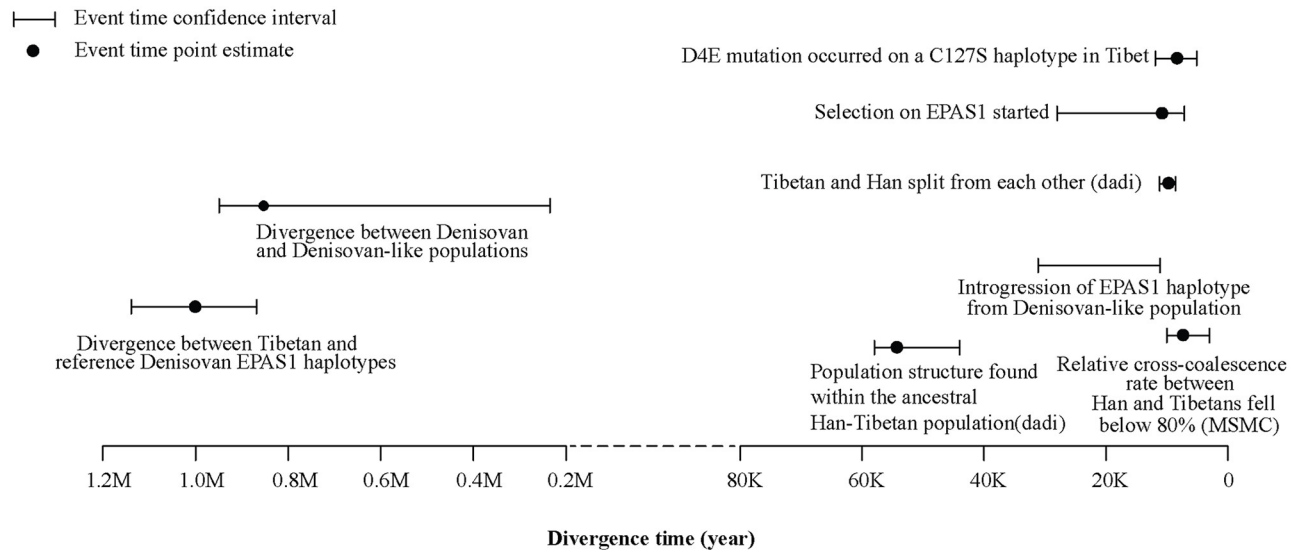 Event time confidence interval
Event time point estimate
D4E mutation occurred on a C127S haplotype in Tibet
Selection on EPAS1 started
Tibetan and Han split from each other (dadi)
Divergence between Denisovan
and Denisovan-like populations
Introgression of EPAS1 haplotype
from Denisovan-like population
Divergence between Tibetan and
reference Denisovan EPAS1 haplotypes
Population structure found
within the ancestral
Han-Tibetan population(dadi)
Relative cross-coalescence
rate between
Han and Tibetans fell
below 80% (MSMC)
1.2M 1.0M 0.8M 0.6M 0.4M 0.2M 80K 60K 40K 20K 0
Divergence time (year)